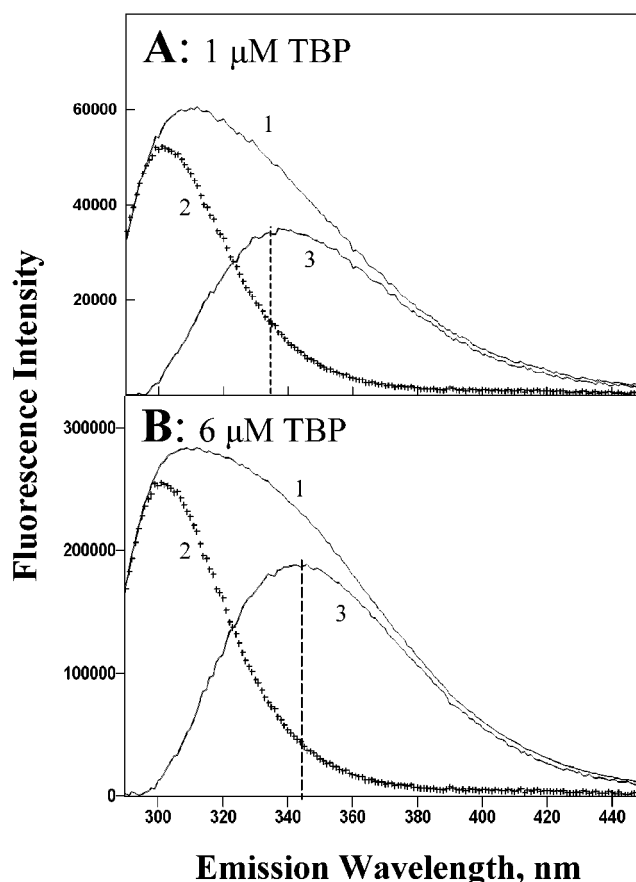 A: 1 μM TBP
60000
40000
20000
1
2
3
B: 6 μM TBP
300000
200000
100000
0
1
2
3
300 320 340 360 380 400 420 440
Fluorescence Intensity
Emission Wavelength, nm